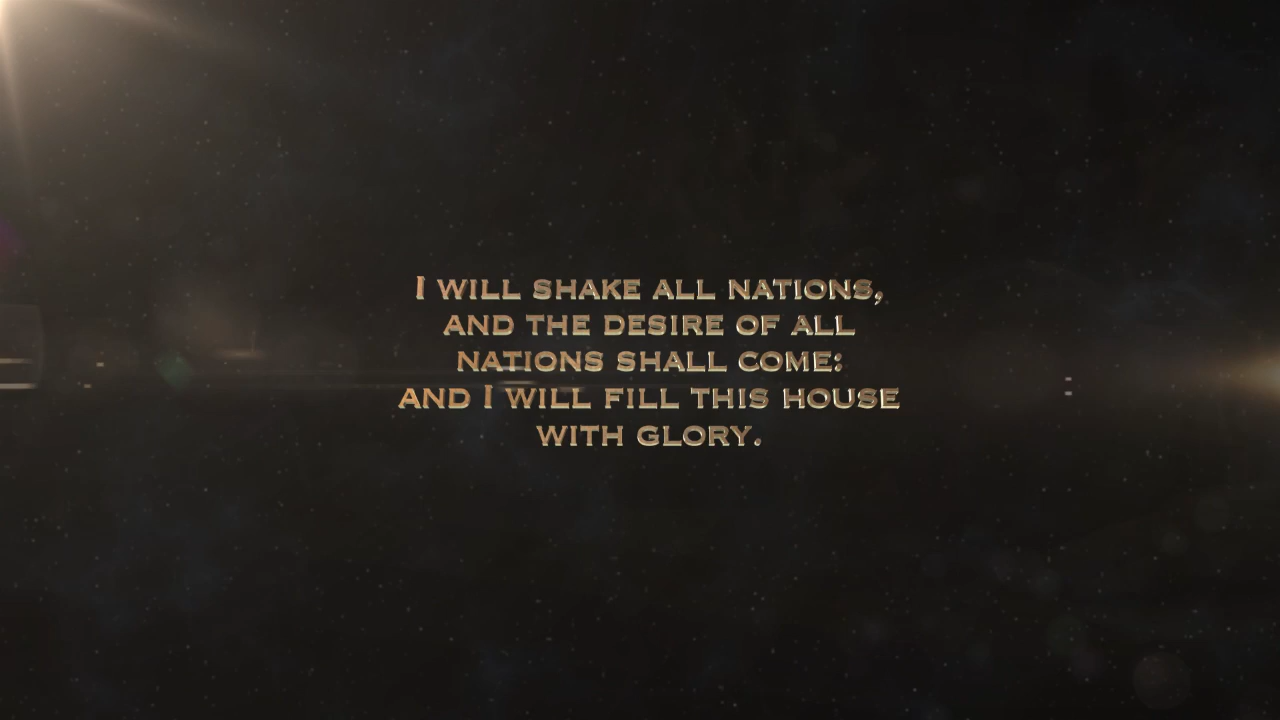 I WILL SHAKE ALL NATIONS,
AND THE DESIRE OF ALL
NATIONS SHALL COME:
AND I WILL FILL THIS HOUSE
WITH GLORY.